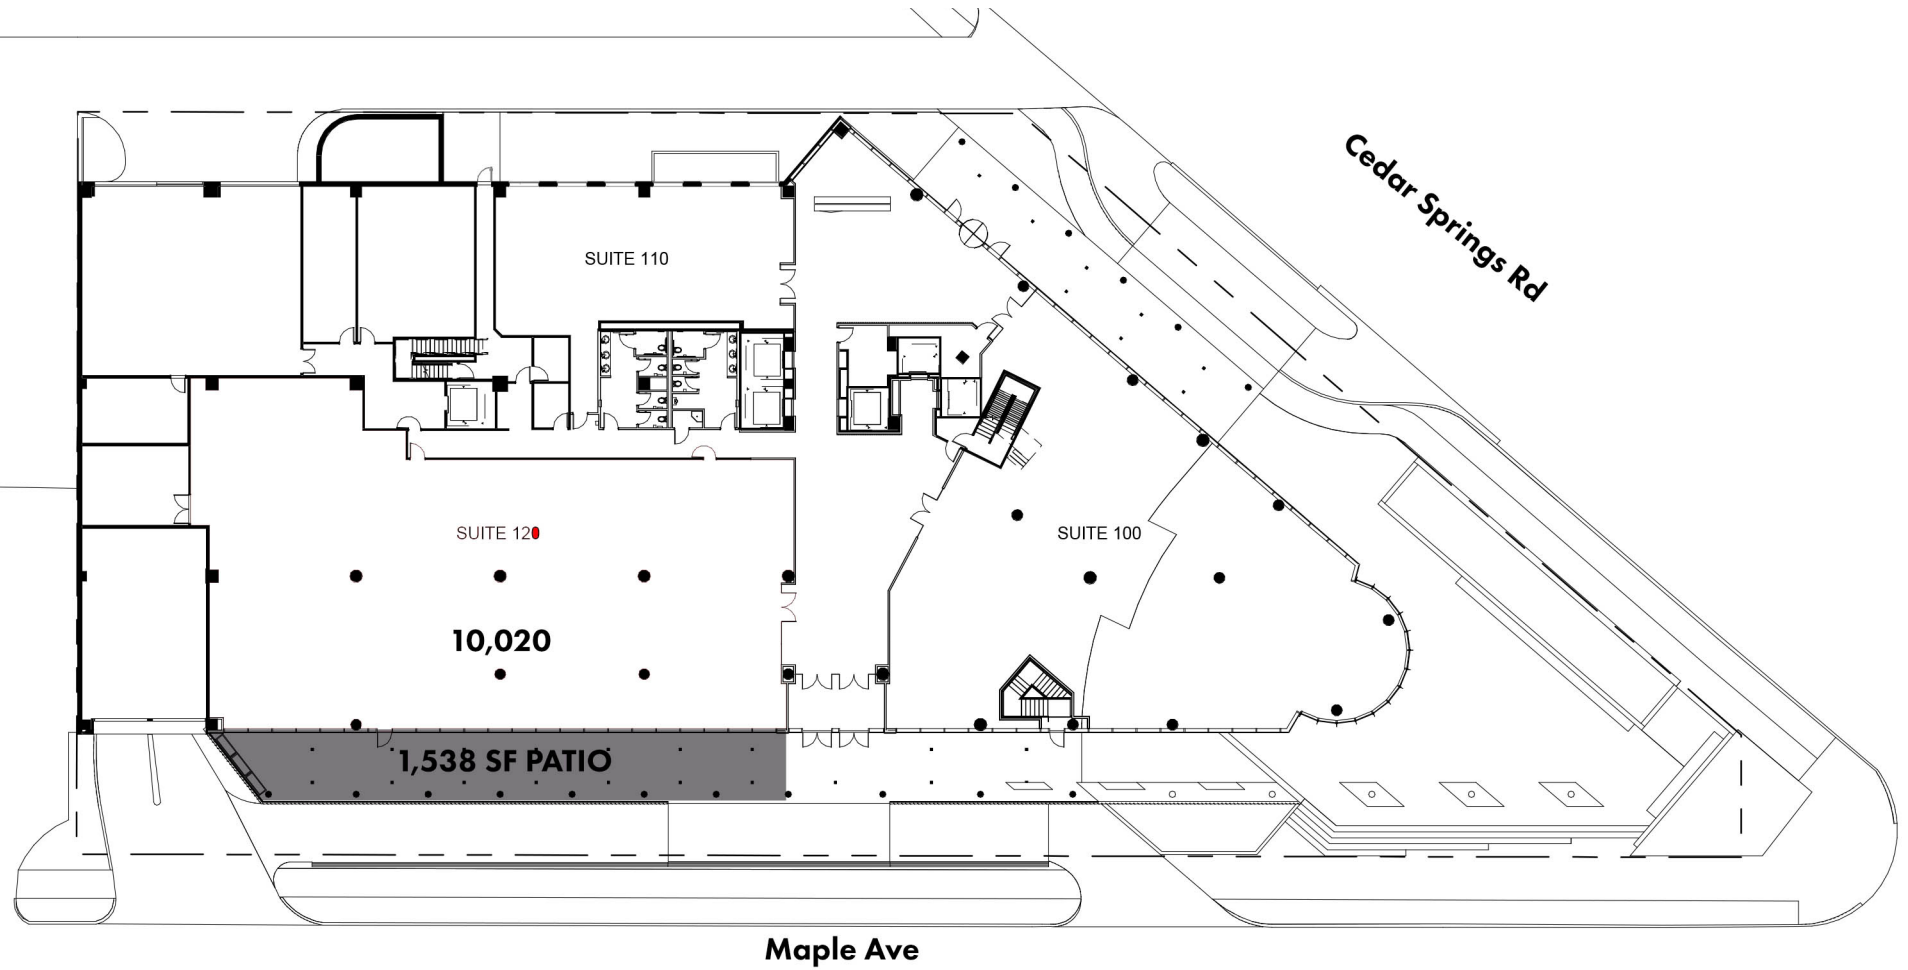 Cedar Springs Rd
SUITE 110
SUITE 120
SUITE 100
10,020
1,538 SF PATIO
Maple Ave